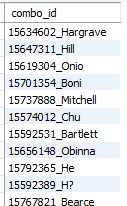 combo_id
15634602_Hargrave
15647311_Hill
15619304_Onio
15701354_Boni
15737888_Mitchell
15574012_Chu
15592531_Bartlett
15656148_Obinna
15792365_He
15592389_H?
15767821_Bearce